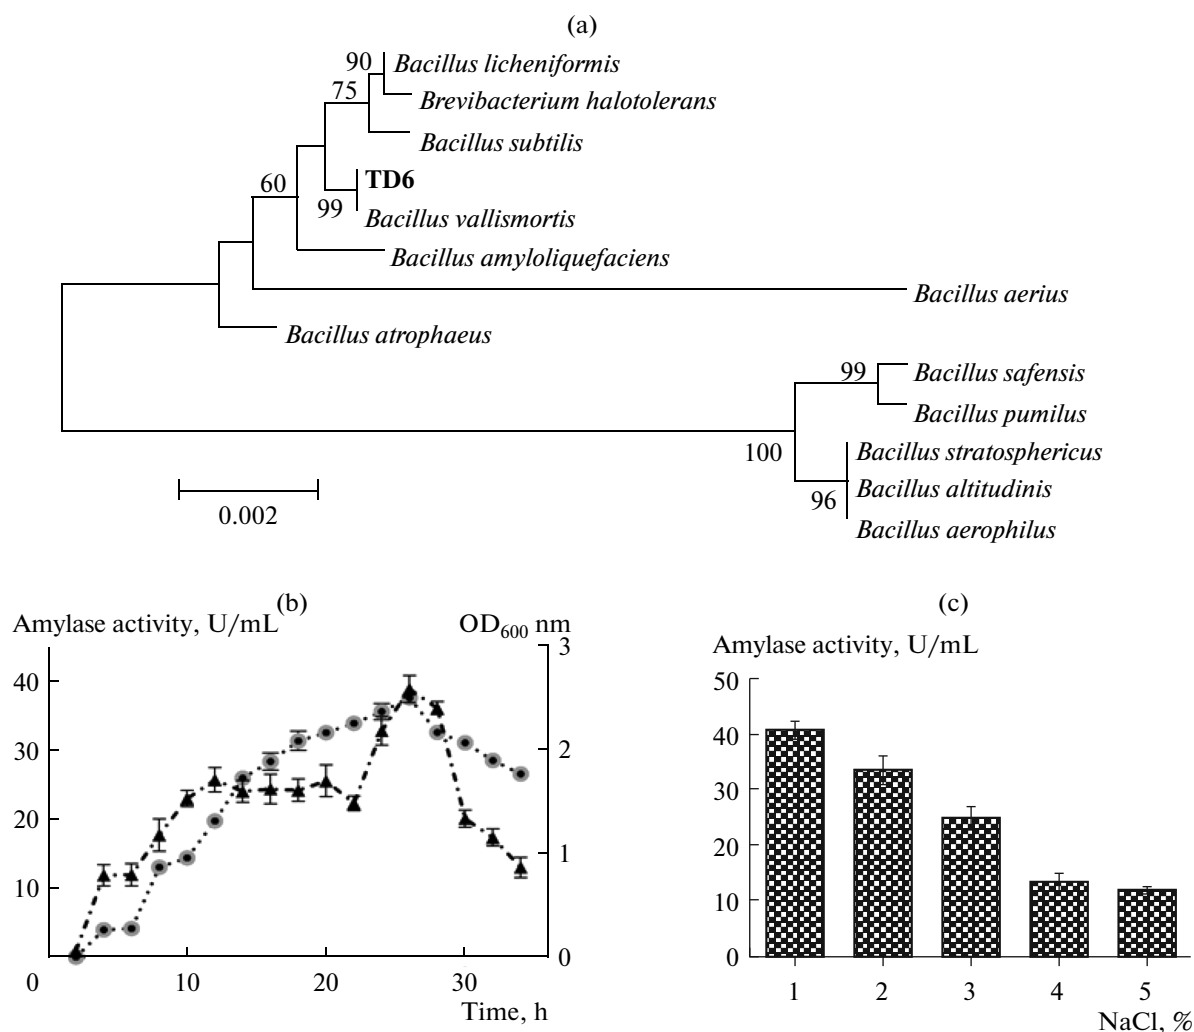 (a)
90
Bacillus licheniformis
75
Brevibacterium halotolerans
Bacillus subtilis
60
TD6
99
Bacillus vallismortis
Bacillus amyloliquefaciens
Bacillus aerius
Bacillus atrophaeus
99
Bacillus safensis
Bacillus pumilus
100
Bacillus stratosphericus
96
Bacillus altitudinis
Bacillus aerophilus
0.002
(b)
Amylase activity, U/mL
OD600 nm
40
30
20
10
0
3
2
1
0
10
20
30
Time, h
(c)
Amylase activity, U/mL
50
40
30
20
10
0
1
2
3
4
5
NaCl, %